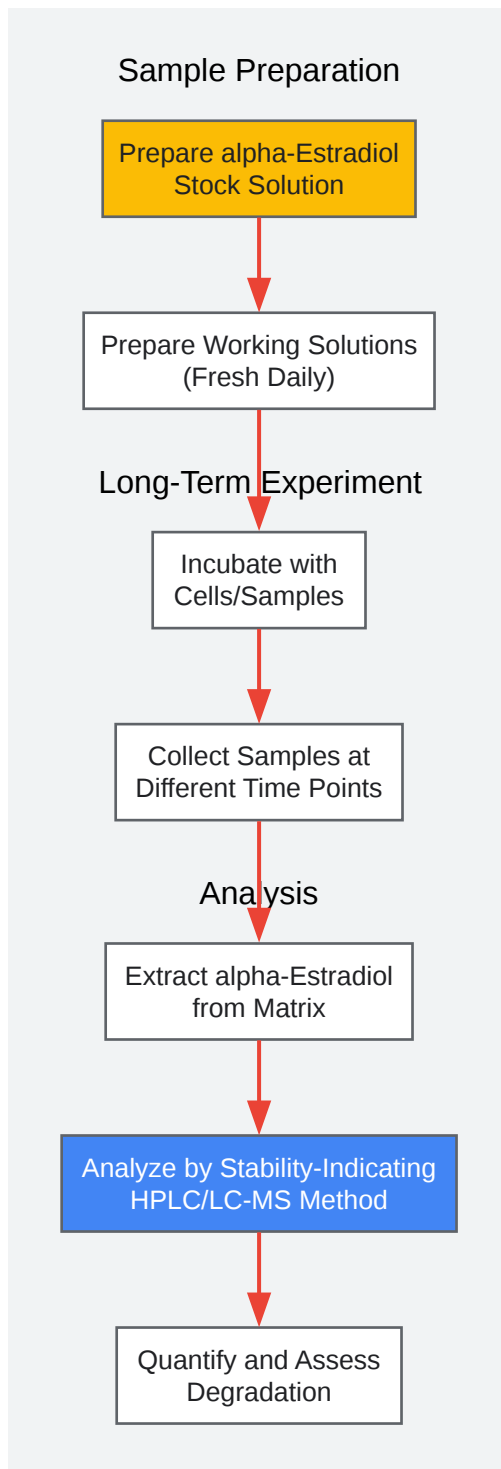 Sample Preparation
Prepare alpha-Estradiol
Stock Solution
Prepare Working Solutions
(Fresh Daily)
Long-Term Experiment
Incubate with
Cells/Samples
Collect Samples at
Different Time Points
Analysis
Extract alpha-Estradiol
from Matrix
Analyze by Stability-Indicating
HPLC/LC-MS Method
Quantify and Assess
Degradation